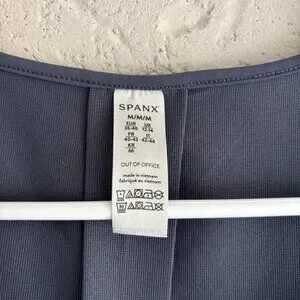 SPANX
M/M/M
EUR UK
38-40 12-14
FR IT
40-42 42-44
KR
66
OUT OF OFFICE
made in vietnam
fabriqué au vietnam